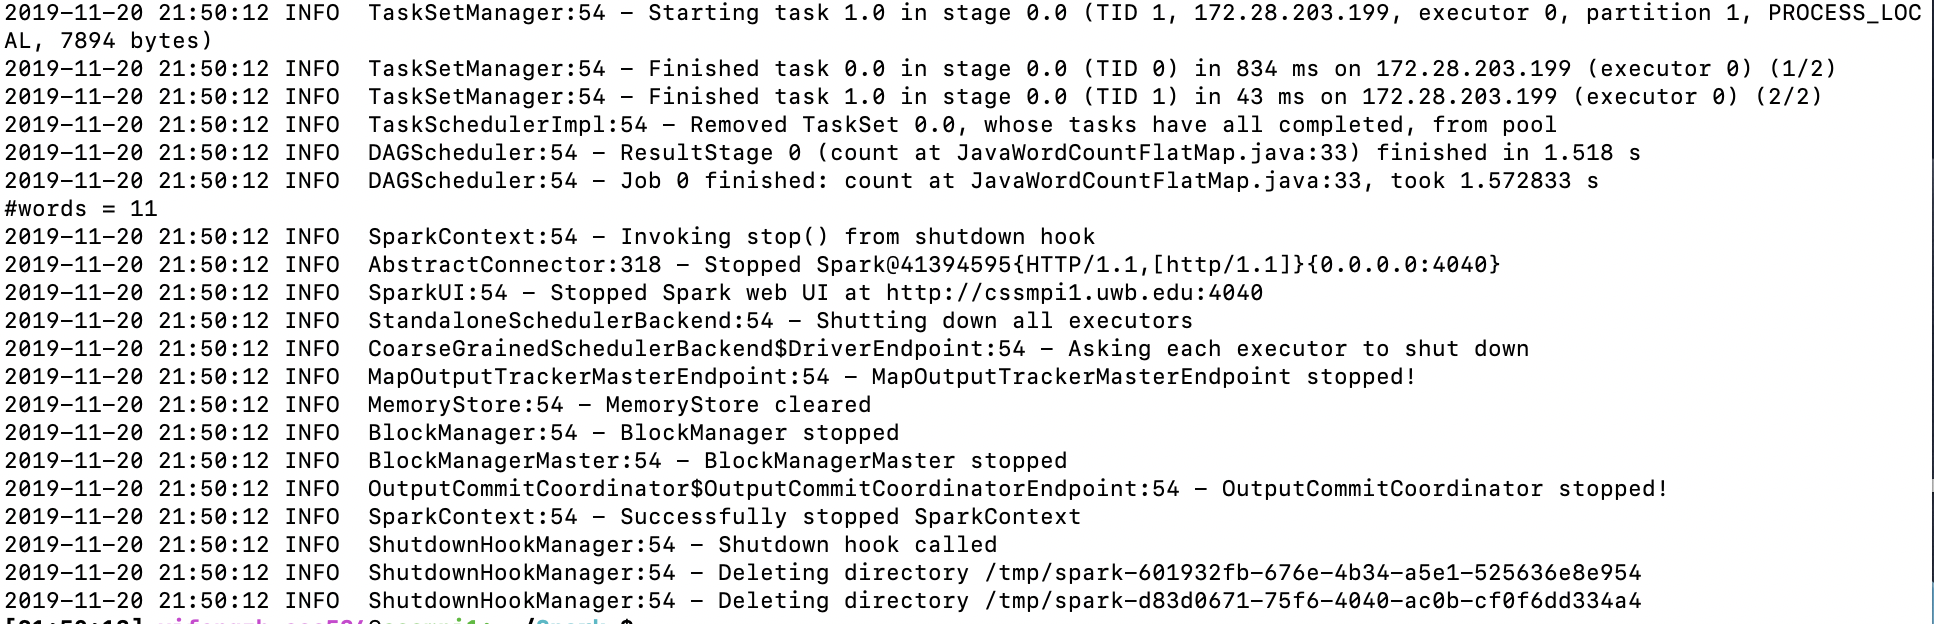 2019-11-20 21:50:12 INFO  TaskSetManager:54 - Starting task 1.0 in stage 0.0 (TID 1, 172.28.203.199, executor 0, partition 1, PROCESS_LOC
AL, 7894 bytes)
2019-11-20 21:50:12 INFO  TaskSetManager:54 - Finished task 0.0 in stage 0.0 (TID 0) in 834 ms on 172.28.203.199 (executor 0) (1/2)
2019-11-20 21:50:12 INFO  TaskSetManager:54 - Finished task 1.0 in stage 0.0 (TID 1) in 43 ms on 172.28.203.199 (executor 0) (2/2)
2019-11-20 21:50:12 INFO  TaskSchedulerImpl:54 - Removed TaskSet 0.0, whose tasks have all completed, from pool
2019-11-20 21:50:12 INFO  DAGScheduler:54 - ResultStage 0 (count at JavaWordCountFlatMap.java:33) finished in 1.518 s
2019-11-20 21:50:12 INFO  DAGScheduler:54 - Job 0 finished: count at JavaWordCountFlatMap.java:33, took 1.572833 s
#words = 11
2019-11-20 21:50:12 INFO  SparkContext:54 - Invoking stop() from shutdown hook
2019-11-20 21:50:12 INFO  AbstractConnector:318 - Stopped Spark@41394595{HTTP/1.1,[http/1.1]}{0.0.0.0:4040}
2019-11-20 21:50:12 INFO  SparkUI:54 - Stopped Spark web UI at http://cssmpi1.uwb.edu:4040
2019-11-20 21:50:12 INFO  StandaloneSchedulerBackend:54 - Shutting down all executors
2019-11-20 21:50:12 INFO  CoarseGrainedSchedulerBackend$DriverEndpoint:54 - Asking each executor to shut down
2019-11-20 21:50:12 INFO  MapOutputTrackerMasterEndpoint:54 - MapOutputTrackerMasterEndpoint stopped!
2019-11-20 21:50:12 INFO  MemoryStore:54 - MemoryStore cleared
2019-11-20 21:50:12 INFO  BlockManager:54 - BlockManager stopped
2019-11-20 21:50:12 INFO  BlockManagerMaster:54 - BlockManagerMaster stopped
2019-11-20 21:50:12 INFO  OutputCommitCoordinator$OutputCommitCoordinatorEndpoint:54 - OutputCommitCoordinator stopped!
2019-11-20 21:50:12 INFO  SparkContext:54 - Successfully stopped SparkContext
2019-11-20 21:50:12 INFO  ShutdownHookManager:54 - Shutdown hook called
2019-11-20 21:50:12 INFO  ShutdownHookManager:54 - Deleting directory /tmp/spark-601932fb-676e-4b34-a5e1-525636e8e954
2019-11-20 21:50:12 INFO  ShutdownHookManager:54 - Deleting directory /tmp/spark-d83d0671-75f6-4040-ac0b-cf0f6dd334a4